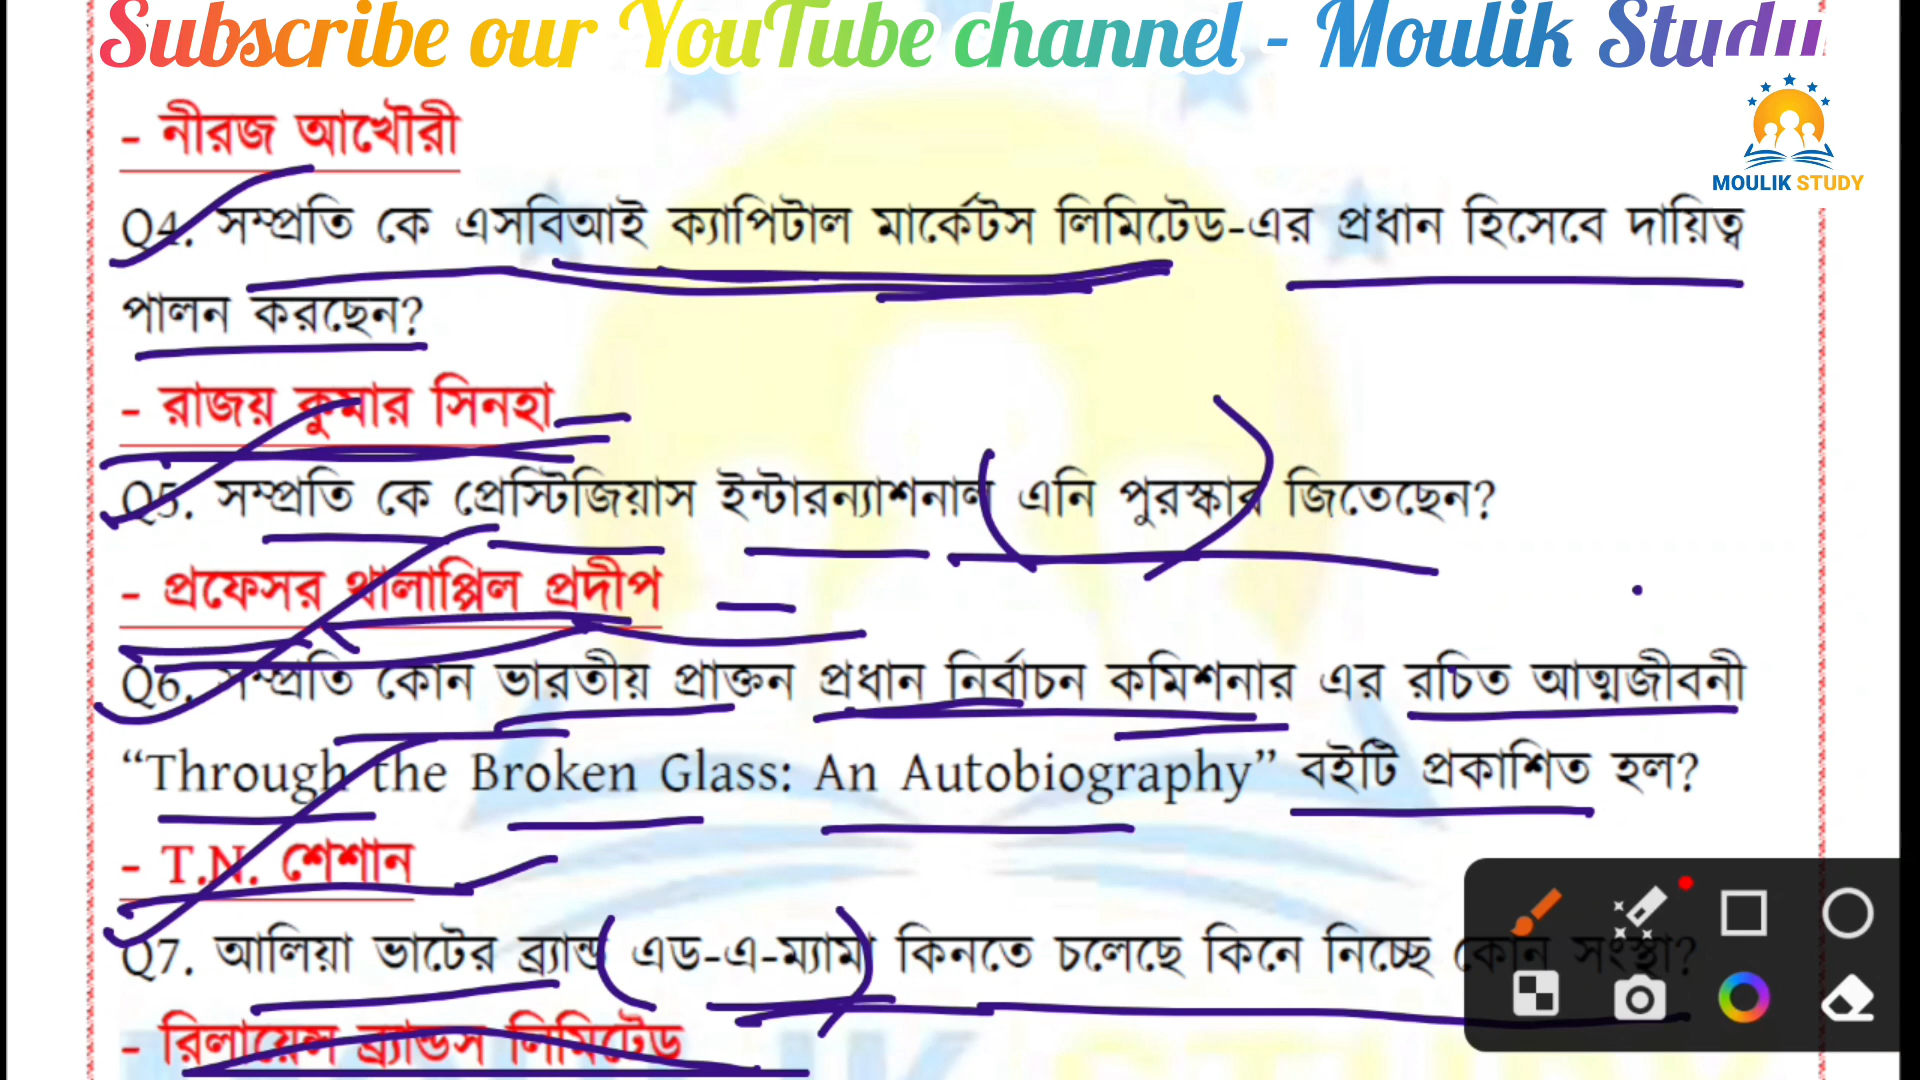 Subscribe our YouTube channel - Moulik Study
MOULIK STUDY
- নীরজ আখৌরী
Q4. সম্প্রতি কে এসবিআই ক্যাপিটাল মার্কেটস লিমিটেড-এর প্রধান হিসেবে দায়িত্ব
পালন করছেন?
- রাজয় কুমার সিনহা
Q5. সম্প্রতি কে প্রেস্টিজিয়াস ইন্টারন্যাশনাল এনি পুরস্কার জিতেছেন?
- প্রফেসর থালাপ্পিল প্রদীপ
Q6. সম্প্রতি কোন ভারতীয় প্রাক্তন প্রধান নির্বাচন কমিশনার এর রচিত আত্মজীবনী
“Through the Broken Glass: An Autobiography” বইটি প্রকাশিত হল?
- T.N. শেশান
Q7. আলিয়া ভাটের ব্র্যান্ড এড-এ-ম্যামা কিনতে চলেছে কিনে নিচ্ছে কোন সংস্থা?
- রিলায়েন্স ব্র্যান্ডস লিমিটেড